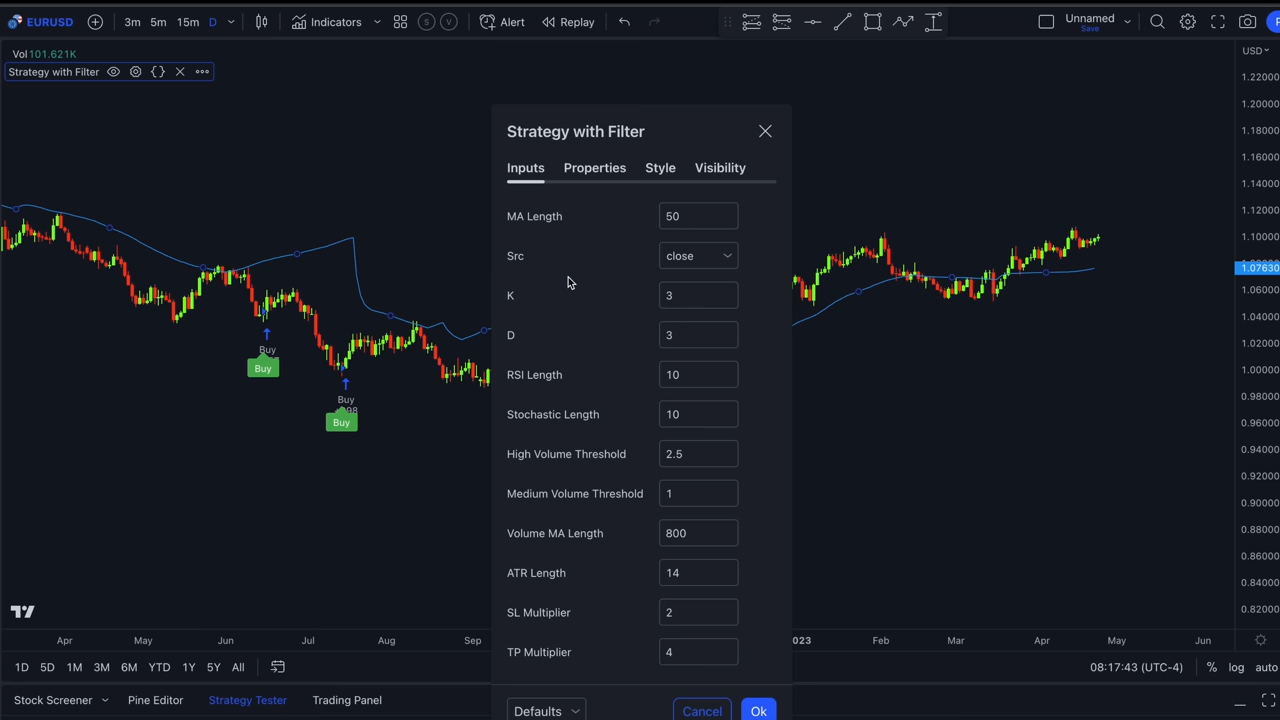 EURUSD 3m 5m 15m D Indicators S V Alert Replay Unnamed
Save
Vol101.621K
Strategy with Filter
USD
1.22000
1.20000
1.18000
1.16000
1.14000
1.12000
1.10000
1.07630
1.06000
1.04000
1.02000
1.00000
0.98000
0.96000
0.94000
0.92000
0.90000
0.88000
0.86000
0.84000
0.82000
Buy
Buy
Buy
Buy
Strategy with Filter
Inputs Properties Style Visibility
MA Length 50
Src close
K 3
D 3
RSI Length 10
Stochastic Length 10
High Volume Threshold 2.5
Medium Volume Threshold 1
Volume MA Length 800
ATR Length 14
SL Multiplier 2
TP Multiplier 4
Defaults Cancel Ok
Apr May Jun Jul Aug Sep 023 Feb Mar Apr May Jun
1D 5D 1M 3M 6M YTD 1Y 5Y All 08:17:43 (UTC-4) % log auto
Stock Screener Pine Editor Strategy Tester Trading Panel